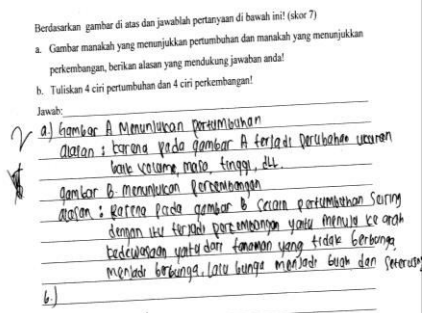 Berdasarkan gambar di atas dan jawablah pertanyaan di bawah ini! (skor 7)
a. Gambar manakah yang menunjukkan pertumbuhan dan manakah yang menunjukkan
perkembangan, berikan alasan yang mendukung jawaban anda!
b. Tuliskan 4 ciri pertumbuhan dan 4 ciri perkembangan!
Jawab:
a.) Gambar A Menunjukan pertumbuhan
alasan : karena pada gambar A terjadi perubahan ukuran
baik volume, masa, tinggi, dLL.
gambar B. menunjukan perkembangan
alasan : karena pada gambar B selain pertumbuhan sering
dengan itu terjadi perkembangan yaitu menuju ke arah
kedewasaan yaitu dari tanaman yang tidak berbunga
menjadi berbunga. lalu bunga menjadi buah dan seterusny
b.)